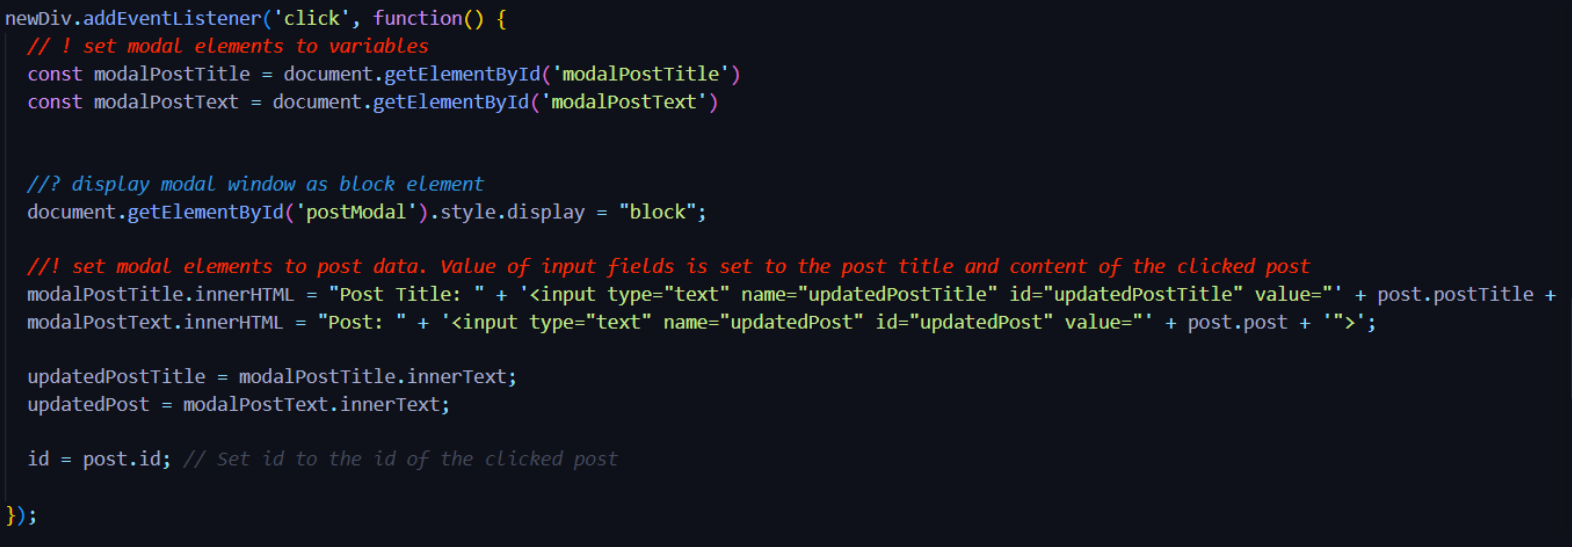 newDiv.addEventListener('click', function() {
// ! set modal elements to variables
const modalPostTitle = document.getElementById('modalPostTitle')
const modalPostText = document.getElementById('modalPostText')
//? display modal window as block element
document.getElementById('postModal').style.display = "block";
//! set modal elements to post data. Value of input fields is set to the post title and content of the clicked post
modalPostTitle.innerHTML = "Post Title: " + '<input type="text" name="updatedPostTitle" id="updatedPostTitle" value="' + post.postTitle +
modalPostText.innerHTML = "Post: " + '<input type="text" name="updatedPost" id="updatedPost" value="' + post.post + '">';
updatedPostTitle = modalPostTitle.innerText;
updatedPost = modalPostText.innerText;
id = post.id; // Set id to the id of the clicked post
});